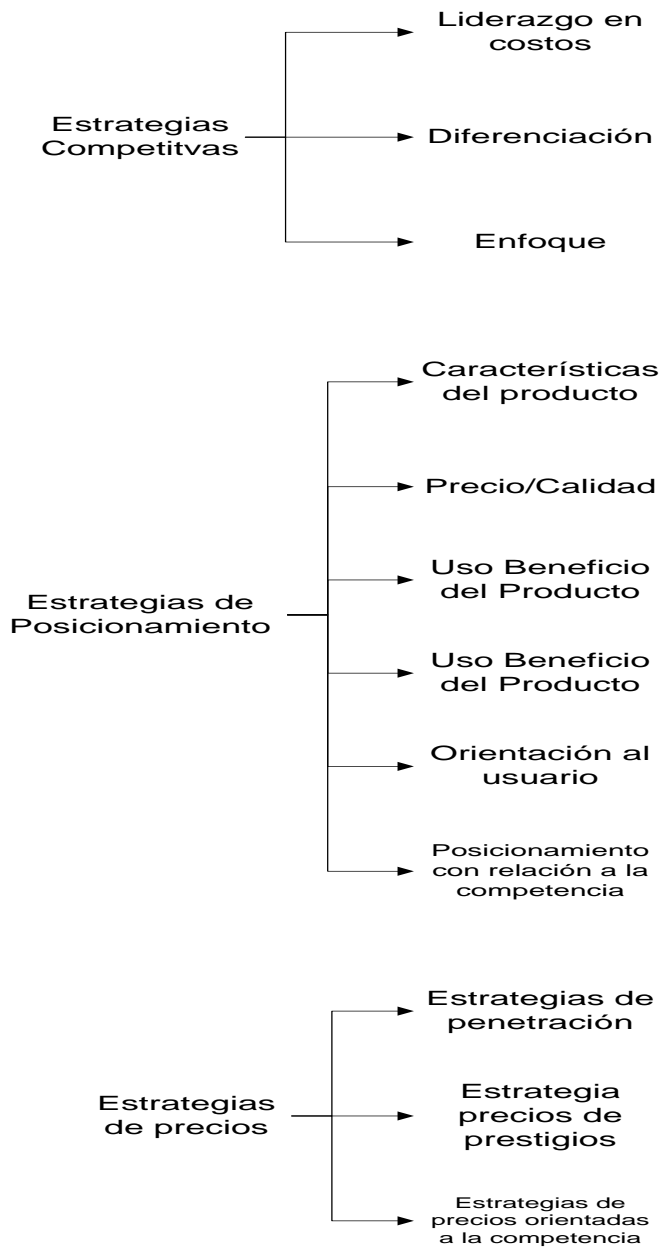 Liderazgo en
costos
Estrategias
Competitvas
Diferenciación
Enfoque
Características
del producto
Precio/Calidad
Uso Beneficio
del Producto
Estrategias de
Posicionamiento
Uso Beneficio
del Producto
Orientación al
usuario
Posicionamiento
con relación a la
competencia
Estrategias de
penetración
Estrategias
de precios
Estrategia
precios de
prestigios
Estrategias de
precios orientadas
a la competencia